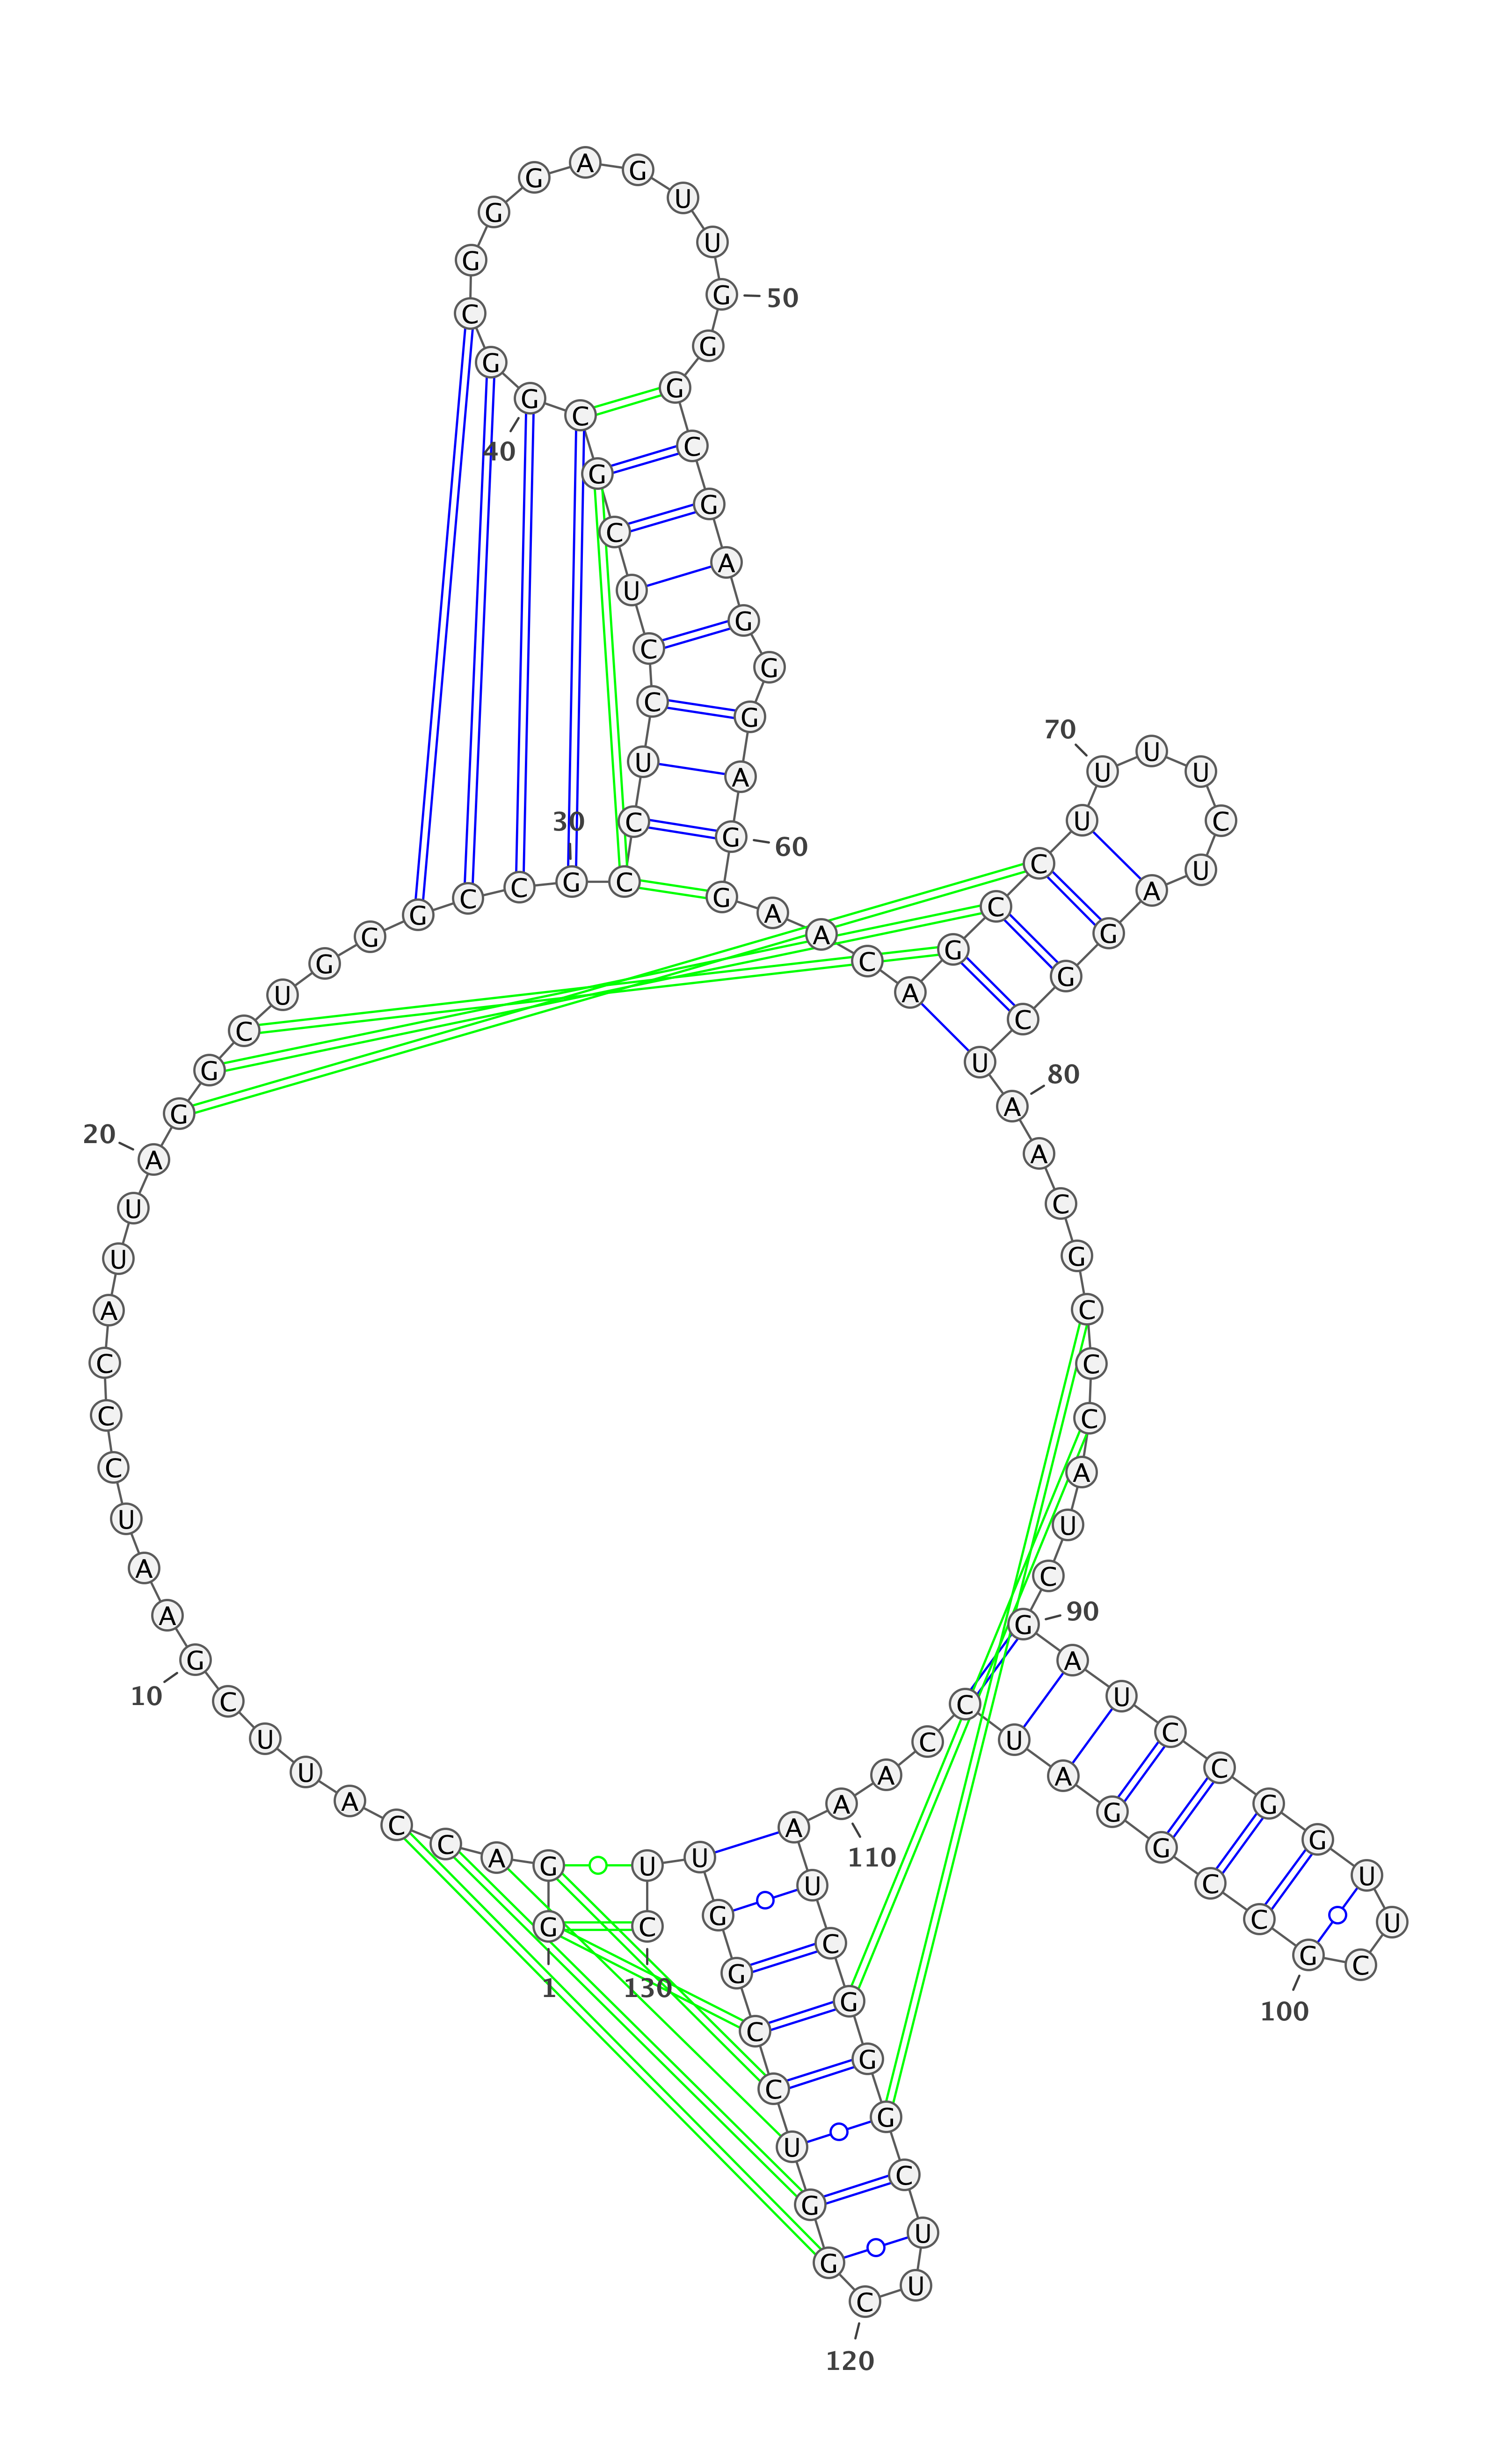 1
G G A C C A U U C G
10
A A U C C C A U U A
20
G G C U G G G C C G
30
C C U C C U C G C G
40
G C G G G A G U U G
50
G G C G A G G G A G
60
G A A C A G C C U U
70
U U C U A G G C U A
80
A C G C C C A U C G
90
A U C C G G U U C G
100
C C G G A U C C A A
110
A U C G G G C U U C
120
G G U C C G G U U C
130